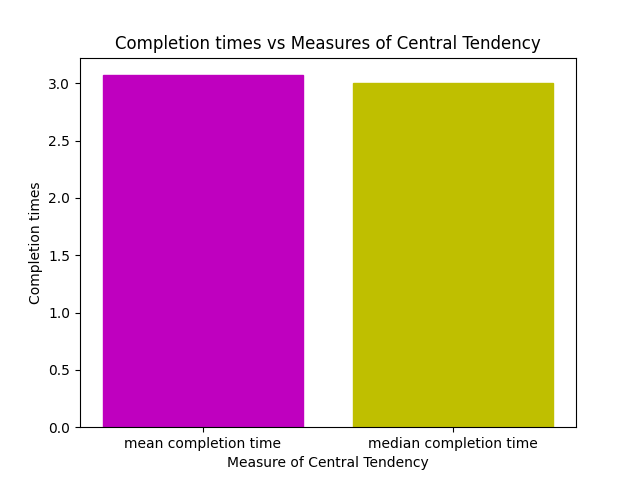 Completion times vs Measures of Central Tendency
3.0
2.5
2.0
1.5
1.0
0.5
0.0
Completion times
mean completion time median completion time
Measure of Central Tendency